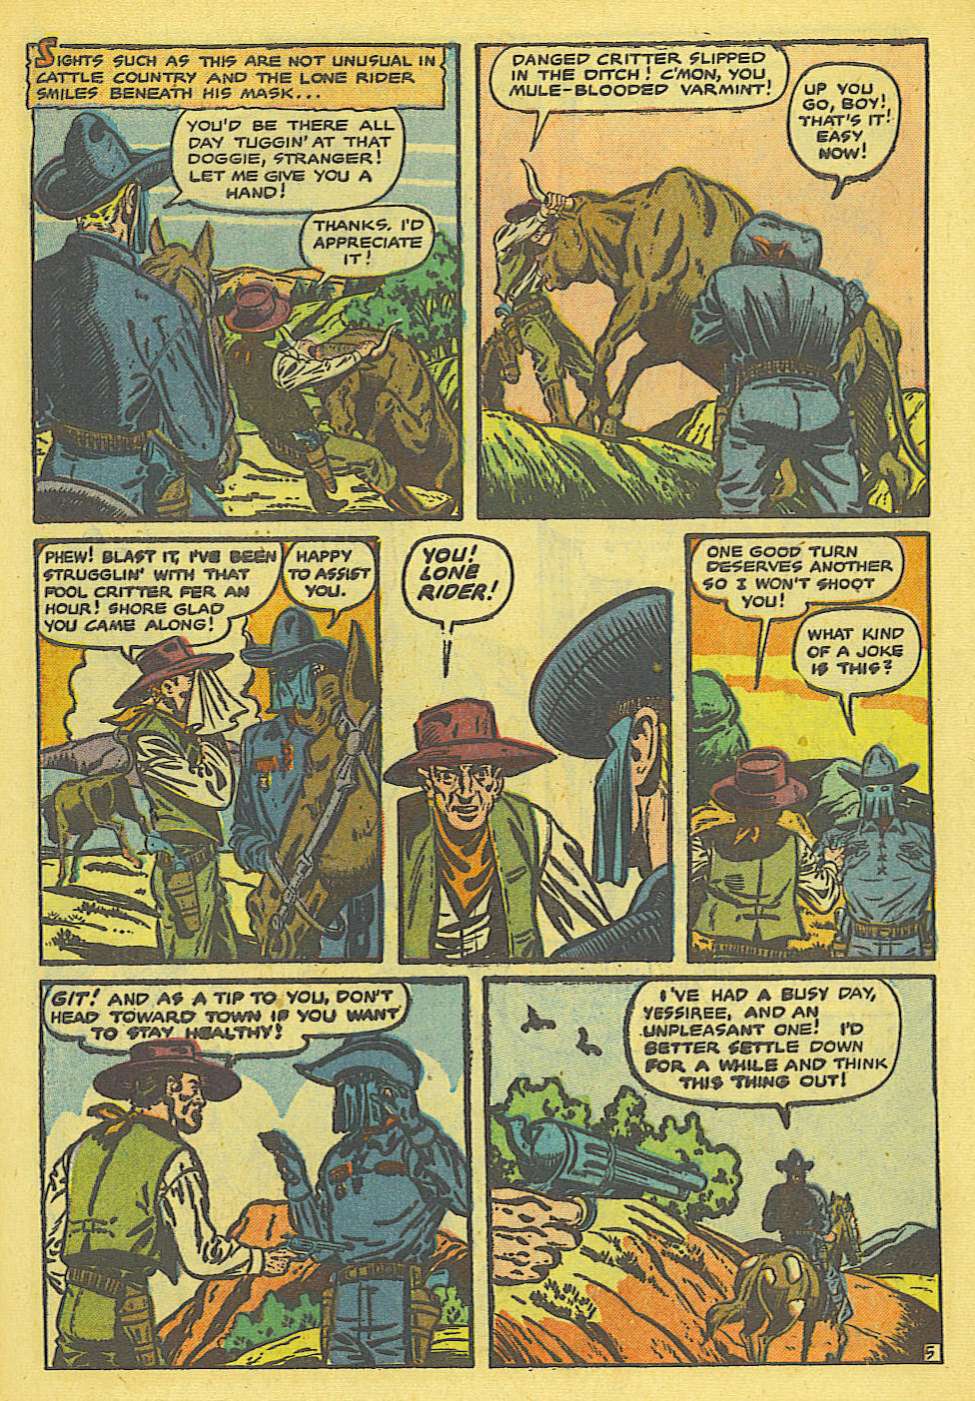 SIGHTS SUCH AS THIS ARE NOT UNUSUAL IN
CATTLE COUNTRY AND THE LONE RIDER
SMILES BENEATH HIS MASK...
YOU'D BE THERE ALL
DAY TUGGIN' AT THAT
DOGGIE, STRANGER!
LET ME GIVE YOU A
HAND!
THANKS. I'D
APPRECIATE
IT!
DANGED CRITTER SLIPPED
IN THE DITCH! C'MON, YOU
MULE-BLOODED VARMINT!
UP YOU
GO, BOY!
THAT'S IT!
EASY
NOW!
PHEW! BLAST IT, I'VE BEEN
STRUGGLIN' WITH THAT
FOOL CRITTER FER AN
HOUR! SHORE GLAD
YOU CAME ALONG!
HAPPY
TO ASSIST
YOU.
YOU!
LONE
RIDER!
ONE GOOD TURN
DESERVES ANOTHER
SO I WON'T SHOOT
YOU!
WHAT KIND
OF A JOKE
IS THIS?
GIT! AND AS A TIP TO YOU, DON'T
HEAD TOWARD TOWN IF YOU WANT
TO STAY HEALTHY!
I'VE HAD A BUSY DAY,
YESSIREE, AND AN
UNPLEASANT ONE! I'D
BETTER SETTLE DOWN
FOR A WHILE AND THINK
THIS THING OUT!
5